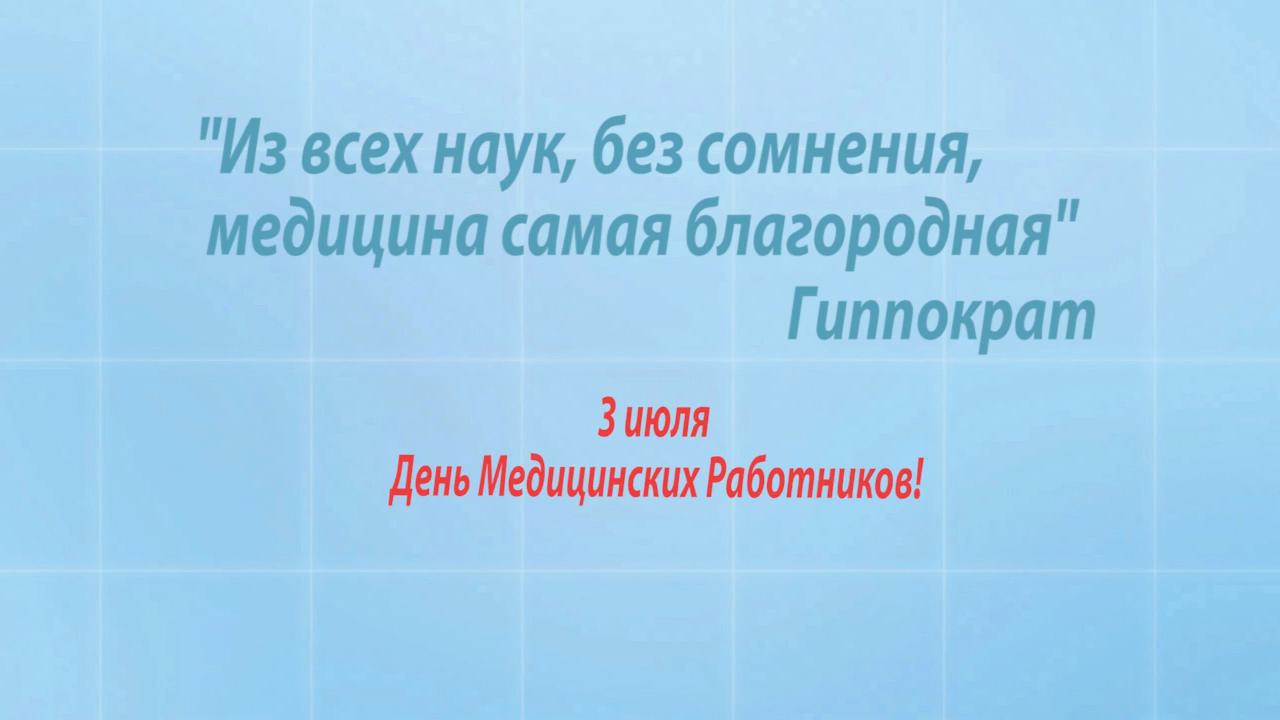 "Из всех наук, без сомнения,
медицина самая благородная"
Гиппократ
3 июля
День Медицинских Работников!